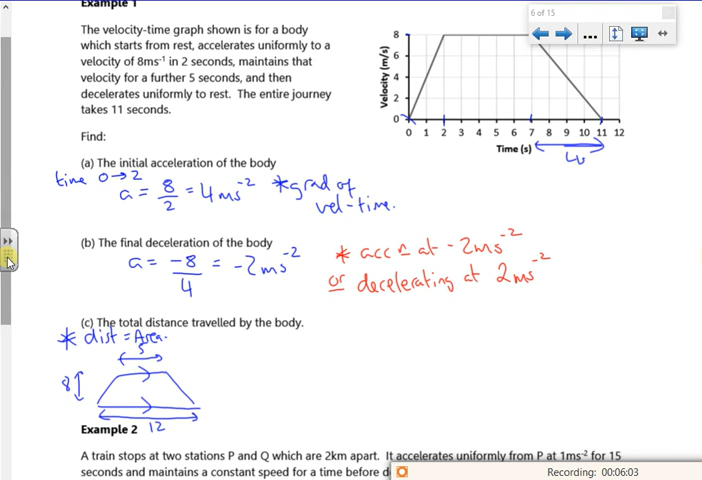 Example 1
6 of 15
The velocity-time graph shown is for a body
which starts from rest, accelerates uniformly to a
velocity of 8ms⁻¹ in 2 seconds, maintains that
velocity for a further 5 seconds, and then
decelerates uniformly to rest. The entire journey
takes 11 seconds.
Find:
Velocity (m/s)
8
6
4
2
0
0 1 2 3 4 5 6 7 8 9 10 11 12
Time (s)
4
(a) The initial acceleration of the body
time 0→2
a = 8/2 = 4ms⁻² *grad of
vel-time.
(b) The final deceleration of the body
a = -8/4 = -2ms⁻²
* accn at -2ms⁻²
or decelerating at 2ms⁻²
(c) The total distance travelled by the body.
* dist = Area.
5
8
12
Example 2
A train stops at two stations P and Q which are 2km apart. It accelerates uniformly from P at 1ms⁻² for 15
seconds and maintains a constant speed for a time before d
Recording: 00:06:03